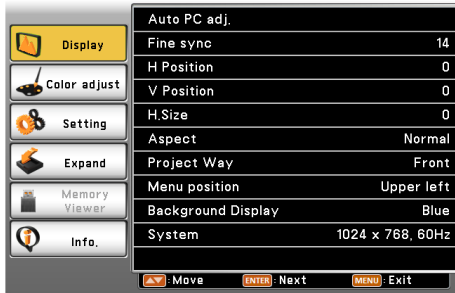 Display
Color adjust
Setting
Expand
Memory
Viewer
Info.
Auto PC adj.
Fine sync 14
H Position 0
V Position 0
H.Size 0
Aspect Normal
Project Way Front
Menu position Upper left
Background Display Blue
System 1024 x 768, 60Hz
:Move ENTER :Next MENU :Exit